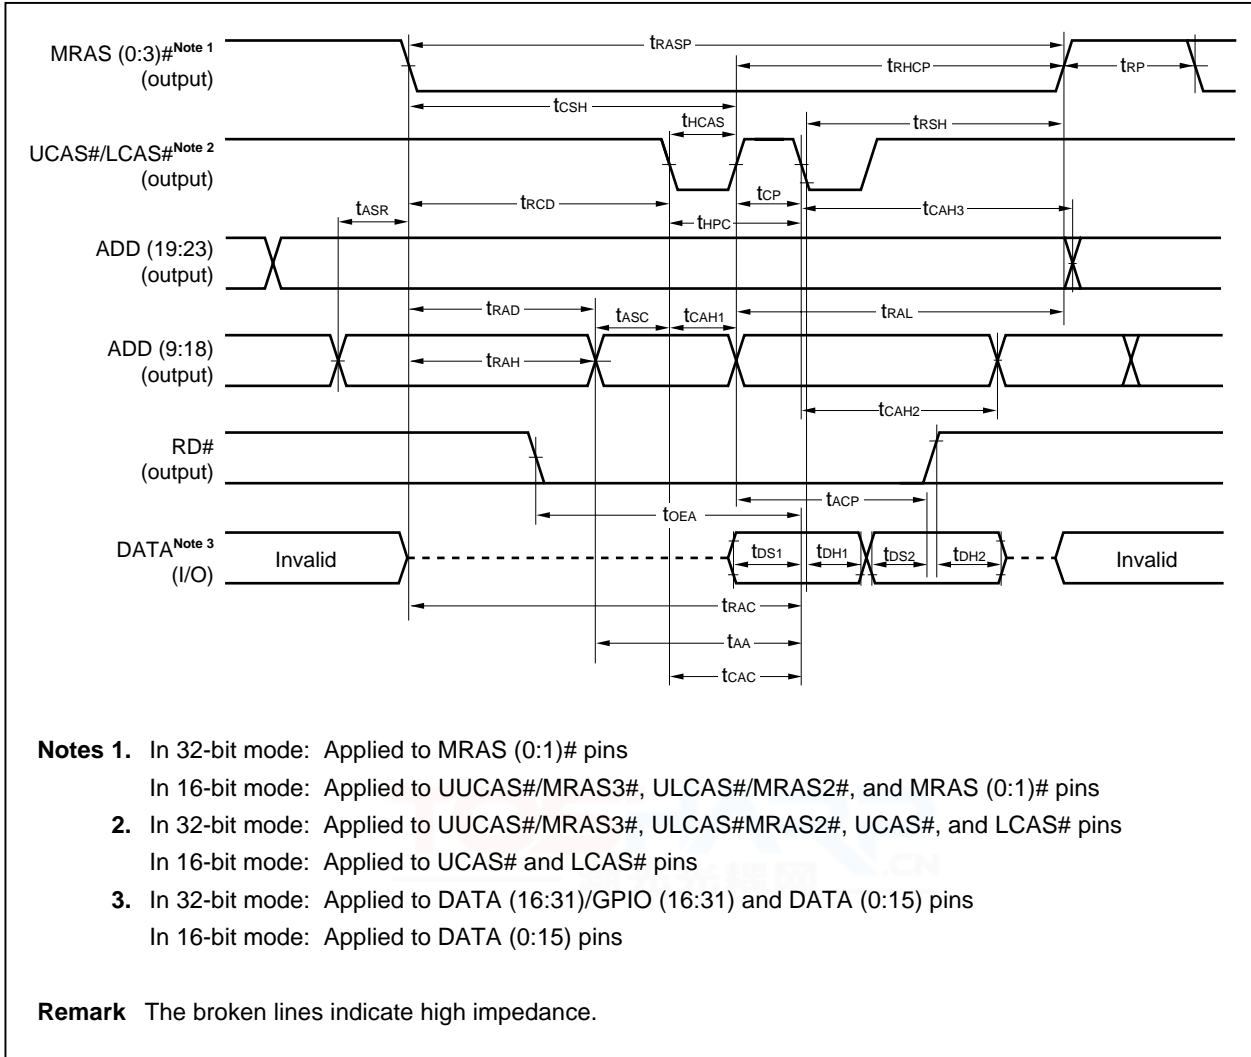 MRAS (0:3)#Note 1
(output)
tRASP
tRHCP
tRP
tCSH
tHCAS
tRSH
UCAS#/LCAS#Note 2
(output)
tASR
tRCD
tCP
tCAH3
tHPC
ADD (19:23)
(output)
tRAD
tASC
tCAH1
tRAL
ADD (9:18)
(output)
tRAH
tCAH2
RD#
(output)
tACP
tOEA
DATANote 3
(I/O)
Invalid
tDS1
tDH1
tDS2
tDH2
Invalid
tRAC
tAA
tCAC
Notes 1. In 32-bit mode: Applied to MRAS (0:1)# pins
In 16-bit mode: Applied to UUCAS#/MRAS3#, ULCAS#/MRAS2#, and MRAS (0:1)# pins
2. In 32-bit mode: Applied to UUCAS#/MRAS3#, ULCAS#MRAS2#, UCAS#, and LCAS# pins
In 16-bit mode: Applied to UCAS# and LCAS# pins
3. In 32-bit mode: Applied to DATA (16:31)/GPIO (16:31) and DATA (0:15) pins
In 16-bit mode: Applied to DATA (0:15) pins
Remark The broken lines indicate high impedance.